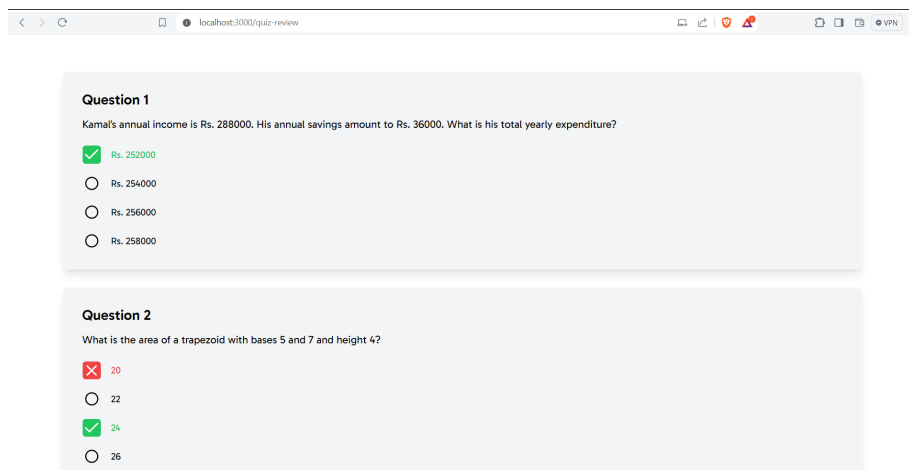 localhost:3000/quiz-review
VPN
Question 1
Kamal's annual income is Rs. 288000. His annual savings amount to Rs. 36000. What is his total yearly expenditure?
Rs. 252000
Rs. 254000
Rs. 256000
Rs. 258000
Question 2
What is the area of a trapezoid with bases 5 and 7 and height 4?
20
22
24
26